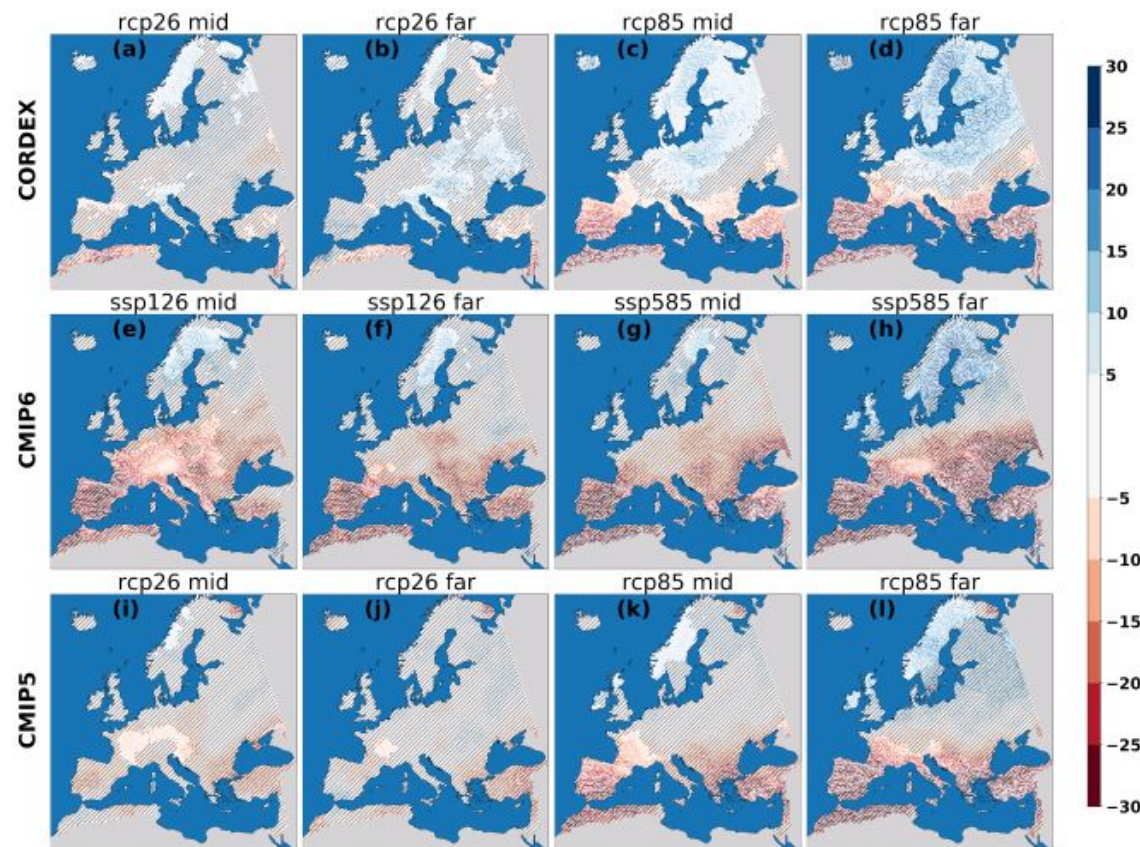 rcp26 mid rcp26 far rcp85 mid rcp85 far
(a) (b) (c) (d)
CORDEX
ssp126 mid ssp126 far ssp585 mid ssp585 far
(e) (f) (g) (h)
CMIP6
rcp26 mid rcp26 far rcp85 mid rcp85 far
(i) (j) (k) (l)
CMIP5
30
25
20
15
10
5
−5
−10
−15
−20
−25
−30